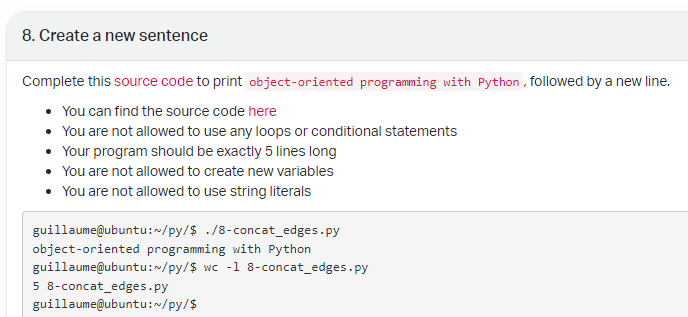 8. Create a new sentence
Complete this source code to print object-oriented programming with Python, followed by a new line.
• You can find the source code here
• You are not allowed to use any loops or conditional statements
• Your program should be exactly 5 lines long
• You are not allowed to create new variables
• You are not allowed to use string literals
guillaume@ubuntu:~/py/$ ./8-concat_edges.py
object-oriented programming with Python
guillaume@ubuntu:~/py/$ wc -l 8-concat_edges.py
5 8-concat_edges.py
guillaume@ubuntu:~/py/$